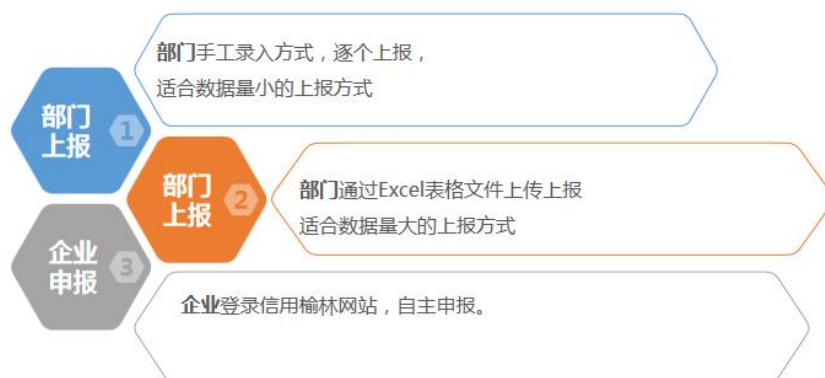 部门
上报
1
部门手工录入方式，逐个上报，
适合数据量小的上报方式
部门
上报
2
部门通过Excel表格文件上传上报
适合数据量大的上报方式
企业
申报
3
企业登录信用榆林网站，自主申报。